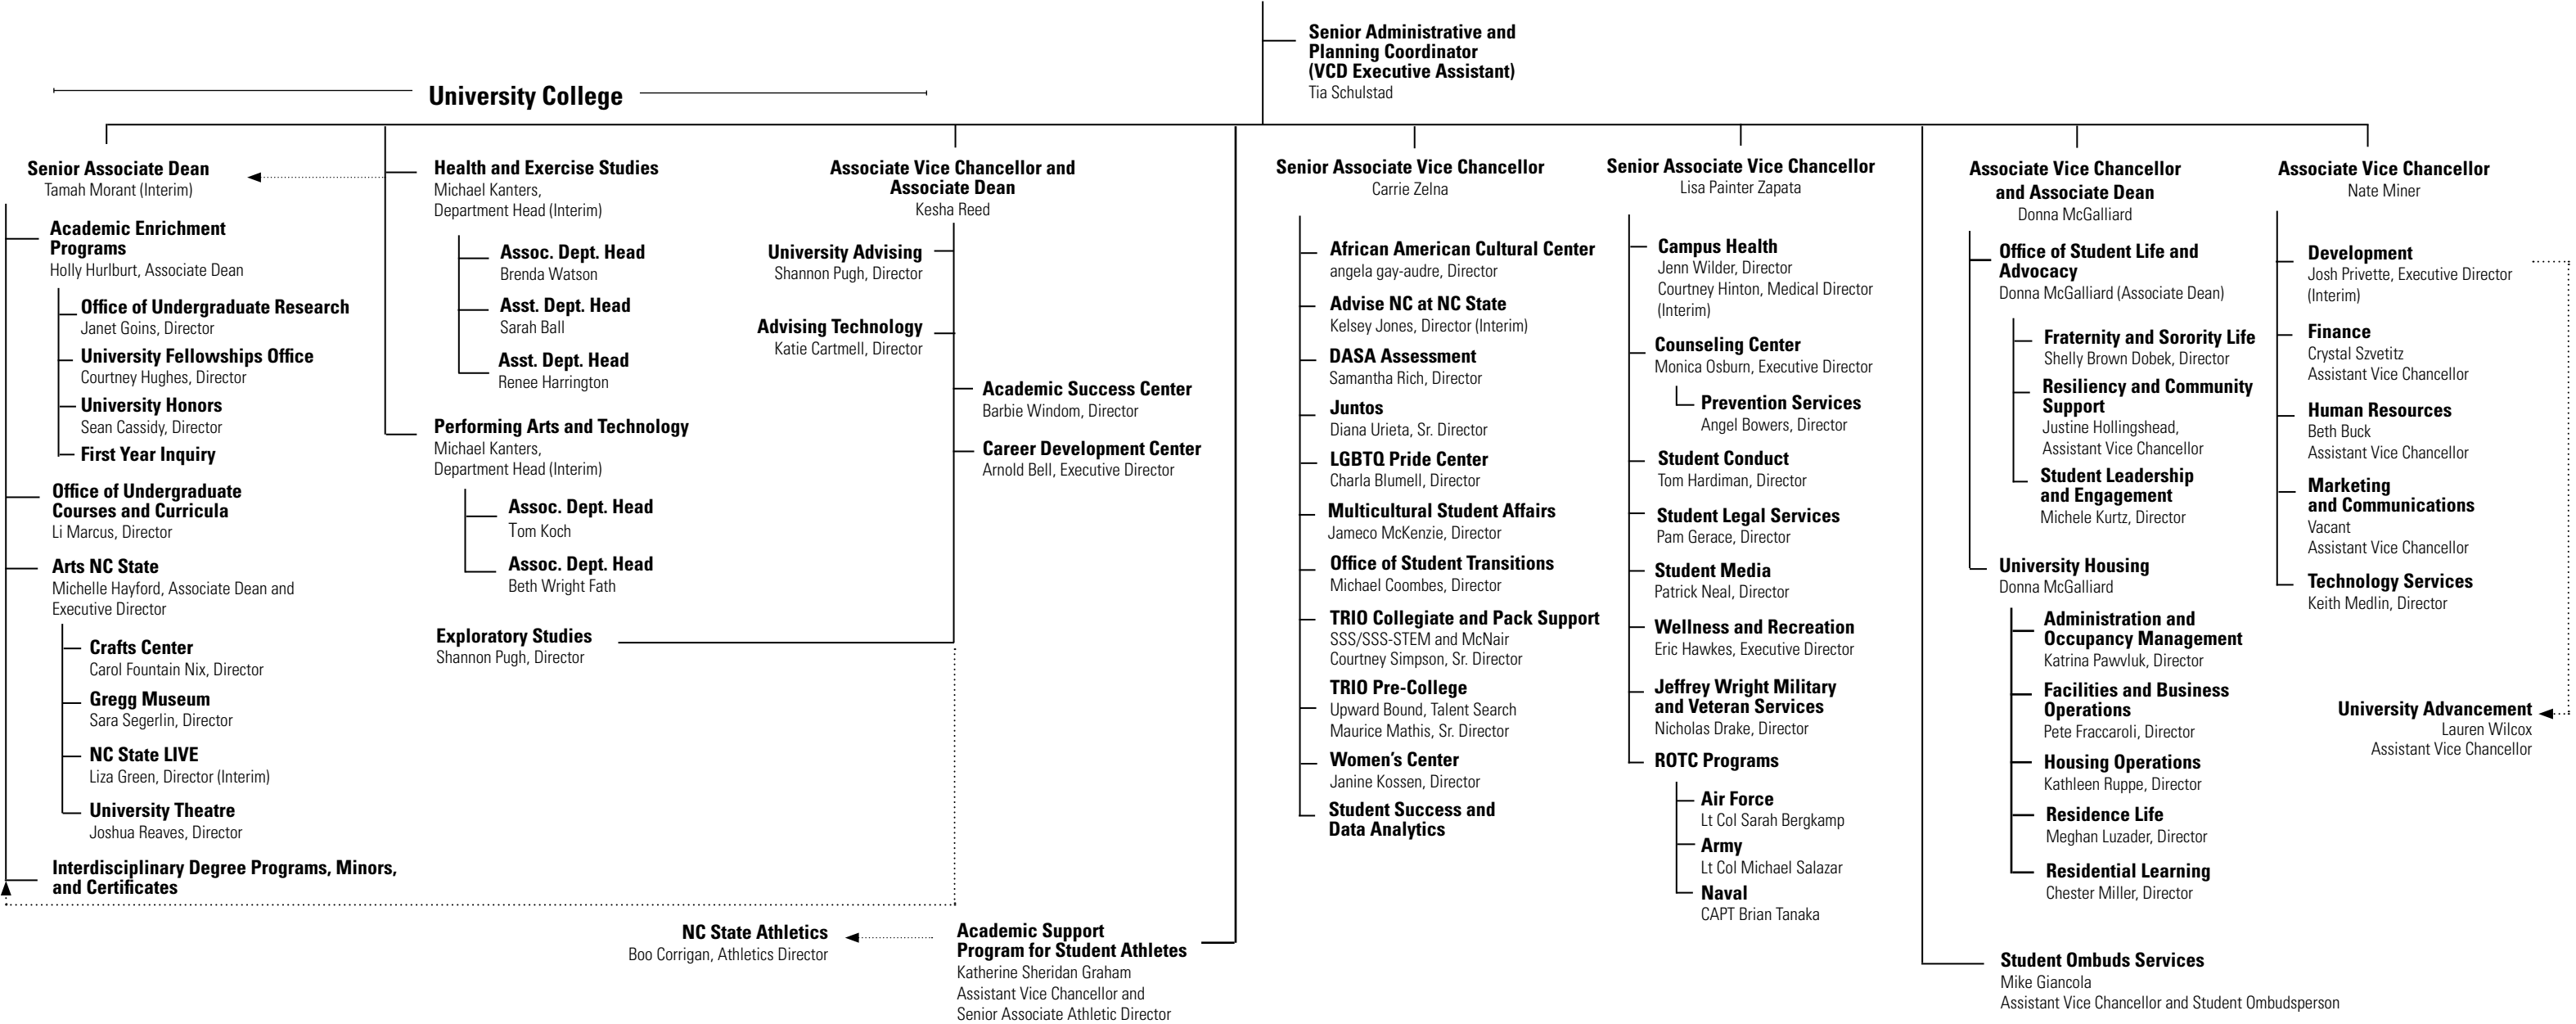 Senior Administrative and
Planning Coordinator
(VCD Executive Assistant)
Tia Schulstad
University College
Senior Associate Dean
Tamah Morant (Interim)
Academic Enrichment
Programs
Holly Hurlburt, Associate Dean
Office of Undergraduate Research
Janet Goins, Director
University Fellowships Office
Courtney Hughes, Director
University Honors
Sean Cassidy, Director
First Year Inquiry
Office of Undergraduate
Courses and Curricula
Li Marcus, Director
Arts NC State
Michelle Hayford, Associate Dean and
Executive Director
Crafts Center
Carol Fountain Nix, Director
Gregg Museum
Sara Segerlin, Director
NC State LIVE
Liza Green, Director (Interim)
University Theatre
Joshua Reaves, Director
Interdisciplinary Degree Programs, Minors,
and Certificates
Health and Exercise Studies
Michael Kanters,
Department Head (Interim)
Assoc. Dept. Head
Brenda Watson
Asst. Dept. Head
Sarah Ball
Asst. Dept. Head
Renee Harrington
Performing Arts and Technology
Michael Kanters,
Department Head (Interim)
Assoc. Dept. Head
Tom Koch
Assoc. Dept. Head
Beth Wright Fath
Exploratory Studies
Shannon Pugh, Director
Associate Vice Chancellor and
Associate Dean
Kesha Reed
University Advising
Shannon Pugh, Director
Advising Technology
Katie Cartmell, Director
Academic Success Center
Barbie Windom, Director
Career Development Center
Arnold Bell, Executive Director
NC State Athletics
Boo Corrigan, Athletics Director
Academic Support
Program for Student Athletes
Katherine Sheridan Graham
Assistant Vice Chancellor and
Senior Associate Athletic Director
Senior Associate Vice Chancellor
Carrie Zelna
African American Cultural Center
angela gay-audre, Director
Advise NC at NC State
Kelsey Jones, Director (Interim)
DASA Assessment
Samantha Rich, Director
Juntos
Diana Urieta, Sr. Director
LGBTQ Pride Center
Charla Blumell, Director
Multicultural Student Affairs
Jameco McKenzie, Director
Office of Student Transitions
Michael Coombes, Director
TRIO Collegiate and Pack Support
SSS/SSS-STEM and McNair
Courtney Simpson, Sr. Director
TRIO Pre-College
Upward Bound, Talent Search
Maurice Mathis, Sr. Director
Women's Center
Janine Kossen, Director
Student Success and
Data Analytics
Senior Associate Vice Chancellor
Lisa Painter Zapata
Campus Health
Jenn Wilder, Director
Courtney Hinton, Medical Director
(Interim)
Counseling Center
Monica Osburn, Executive Director
Prevention Services
Angel Bowers, Director
Student Conduct
Tom Hardiman, Director
Student Legal Services
Pam Gerace, Director
Student Media
Patrick Neal, Director
Wellness and Recreation
Eric Hawkes, Executive Director
Jeffrey Wright Military
and Veteran Services
Nicholas Drake, Director
ROTC Programs
Air Force
Lt Col Sarah Bergkamp
Army
Lt Col Michael Salazar
Naval
CAPT Brian Tanaka
Associate Vice Chancellor
and Associate Dean
Donna McGalliard
Office of Student Life and
Advocacy
Donna McGalliard (Associate Dean)
Fraternity and Sorority Life
Shelly Brown Dobek, Director
Resiliency and Community
Support
Justine Hollingshead,
Assistant Vice Chancellor
Student Leadership
and Engagement
Michele Kurtz, Director
University Housing
Donna McGalliard
Administration and
Occupancy Management
Katrina Pawvluk, Director
Facilities and Business
Operations
Pete Fraccaroli, Director
Housing Operations
Kathleen Ruppe, Director
Residence Life
Meghan Luzader, Director
Residential Learning
Chester Miller, Director
Student Ombuds Services
Mike Giancola
Assistant Vice Chancellor and Student Ombudsperson
Associate Vice Chancellor
Nate Miner
Development
Josh Privette, Executive Director
(Interim)
Finance
Crystal Szvetitz
Assistant Vice Chancellor
Human Resources
Beth Buck
Assistant Vice Chancellor
Marketing
and Communications
Vacant
Assistant Vice Chancellor
Technology Services
Keith Medlin, Director
University Advancement
Lauren Wilcox
Assistant Vice Chancellor